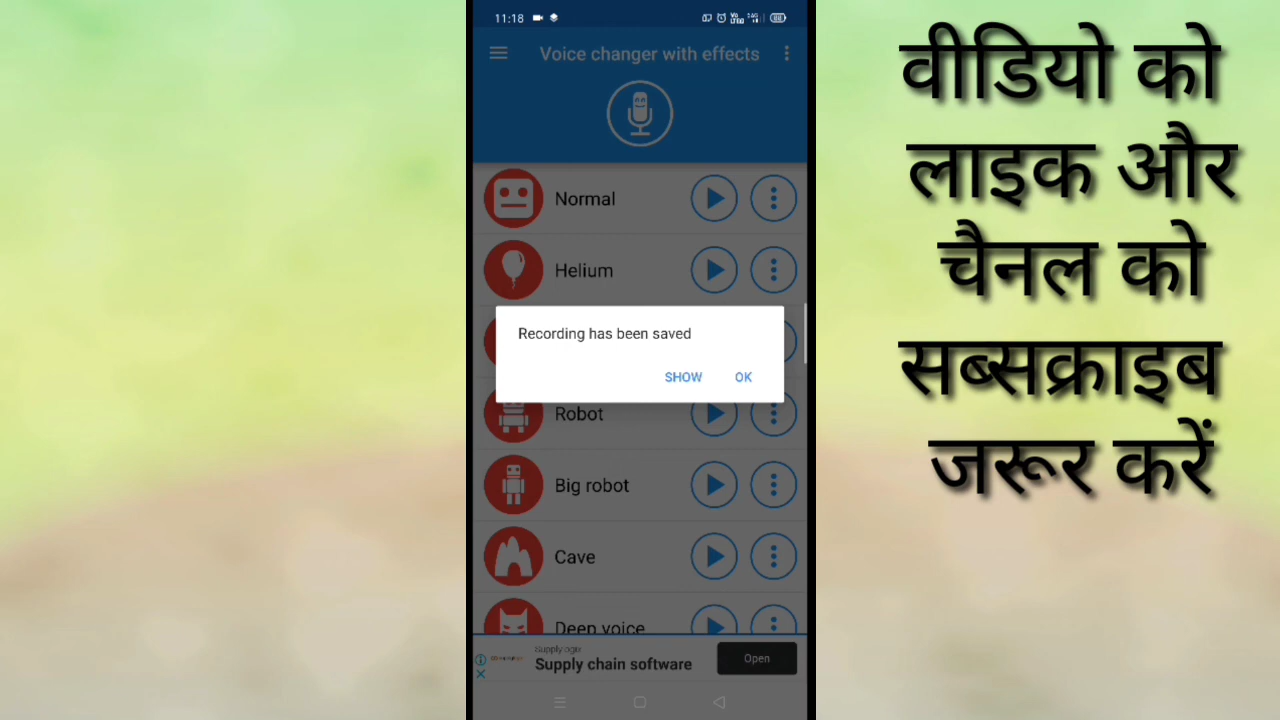 11:18
Voice changer with effects
Normal
Helium
Recording has been saved
SHOW OK
Robot
Big robot
Cave
Deep voice
Supply chain software
Open
वीडियो को
लाइक और
चैनल को
सब्सक्राइब
जरूर करें